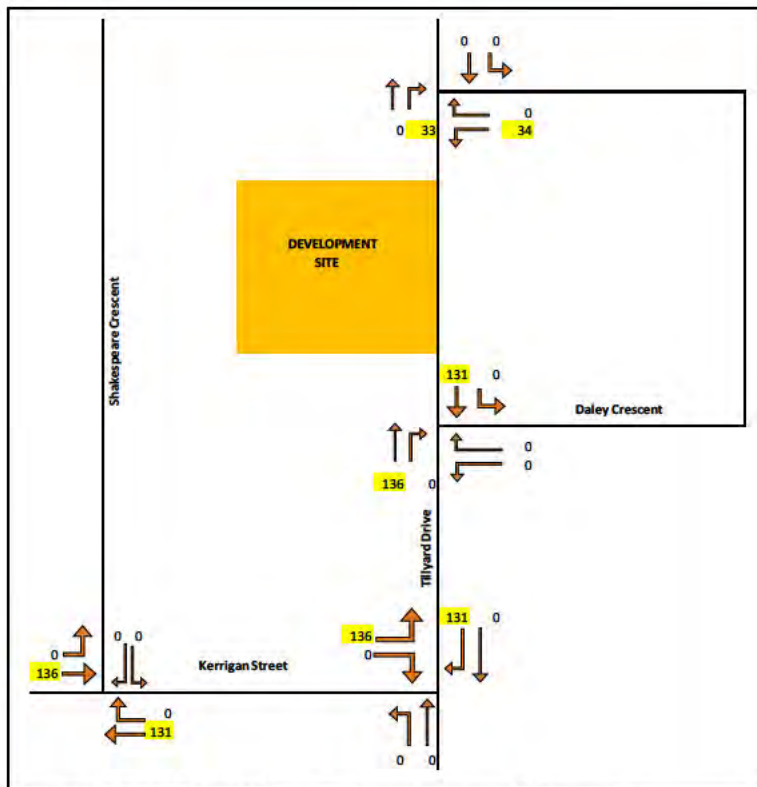 0 0
0 33
0
34
DEVELOPMENT
SITE
Shakespeare Crescent
131 0
Daley Crescent
0
0
136 0
Tillyard Drive
131 0
136
0
0 0
0
136
Kerrigan Street
0
131
0 0